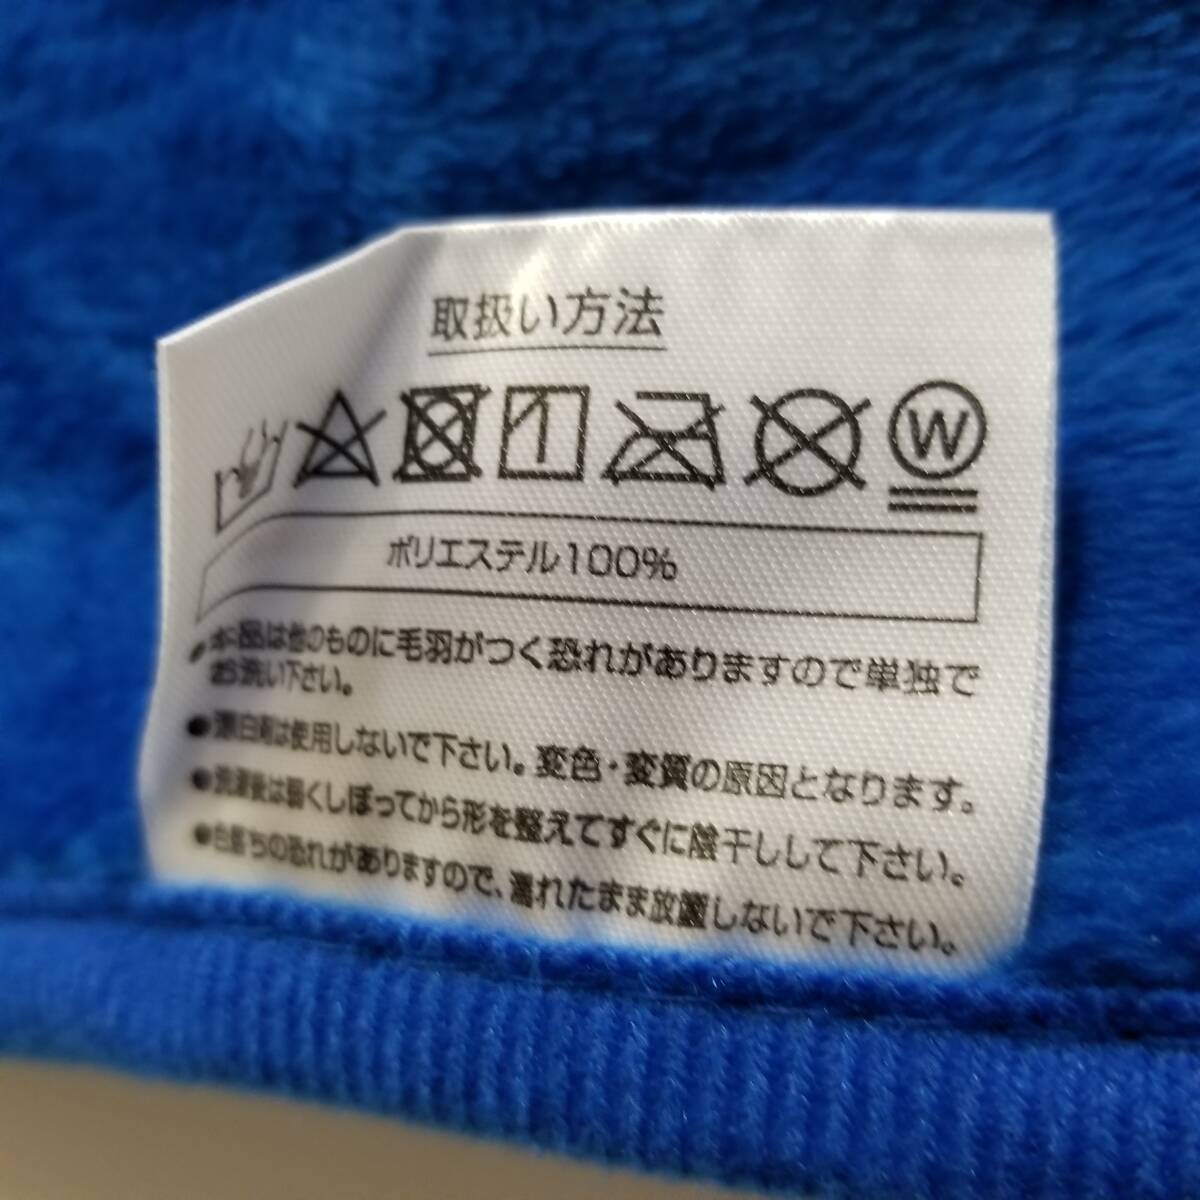 取扱い方法
W
ポリエステル100%
は他のものに毛羽がつく恐れがありますので単独で
お洗い下さい。
●漂白剤は使用しないで下さい。変色・変質の原因となります。
●洗濯後は軽くしぼってから形を整えてすぐに陰干しして下さい。
●色落ちの恐れがありますので、濡れたまま放置しないで下さい。